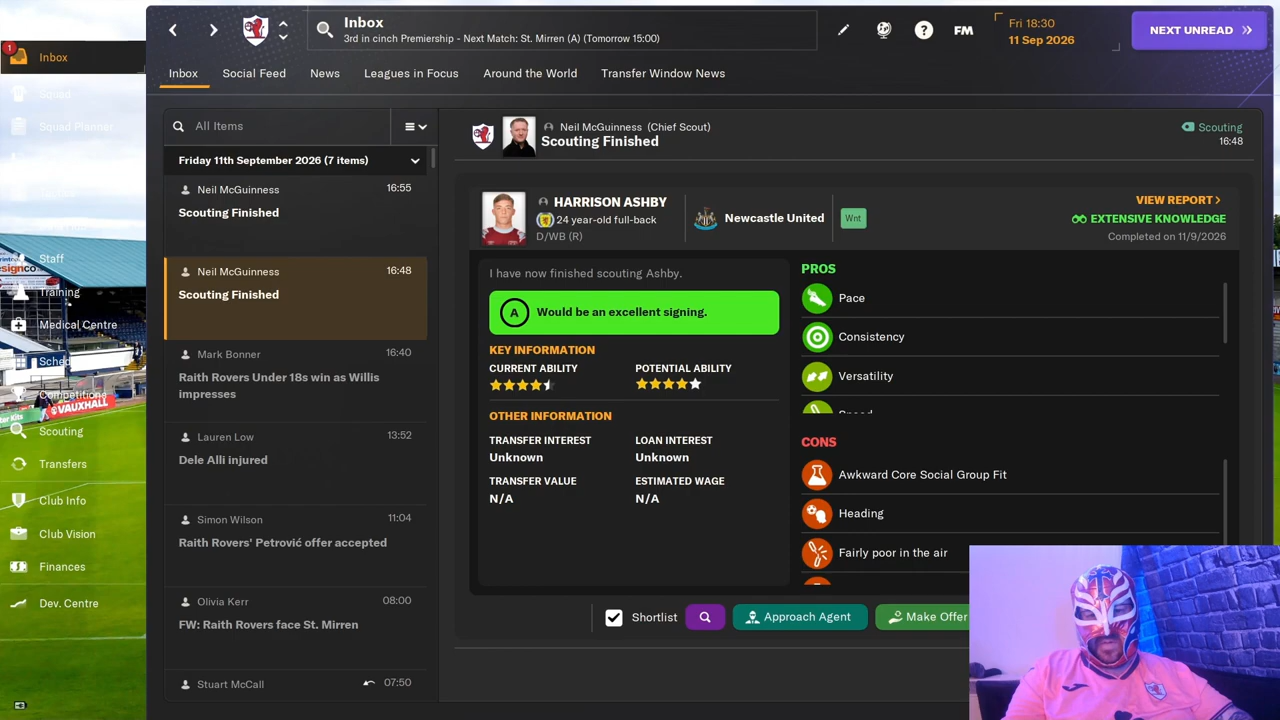 1
Inbox
Squad
Squad Planner
Staff
Training
Medical Centre
Sched
Competitions
VAUXHALL
Scouting
Transfers
Club Info
Club Vision
Finances
Dev. Centre
Inbox
3rd in cinch Premiership - Next Match: St. Mirren (A) (Tomorrow 15:00)
?
FM
Fri 18:30
11 Sep 2026
NEXT UNREAD
Inbox
Social Feed
News
Leagues in Focus
Around the World
Transfer Window News
All Items
Friday 11th September 2026 (7 items)
Neil McGuinness
16:55
Scouting Finished
Neil McGuinness
16:48
Scouting Finished
Mark Bonner
16:40
Raith Rovers Under 18s win as Willis
impresses
Lauren Low
13:52
Dele Alli injured
Simon Wilson
11:04
Raith Rovers' Petrović offer accepted
Olivia Kerr
08:00
FW: Raith Rovers face St. Mirren
Stuart McCall
07:50
Neil McGuinness (Chief Scout)
Scouting Finished
Scouting
16:48
HARRISON ASHBY
24 year-old full-back
D/WB (R)
Newcastle United
Wnt
VIEW REPORT
EXTENSIVE KNOWLEDGE
Completed on 11/9/2026
I have now finished scouting Ashby.
A
Would be an excellent signing.
KEY INFORMATION
CURRENT ABILITY
POTENTIAL ABILITY
OTHER INFORMATION
TRANSFER INTEREST
LOAN INTEREST
Unknown
Unknown
TRANSFER VALUE
ESTIMATED WAGE
N/A
N/A
PROS
Pace
Consistency
Versatility
Speed
CONS
Awkward Core Social Group Fit
Heading
Fairly poor in the air
Shortlist
Approach Agent
Make Offer